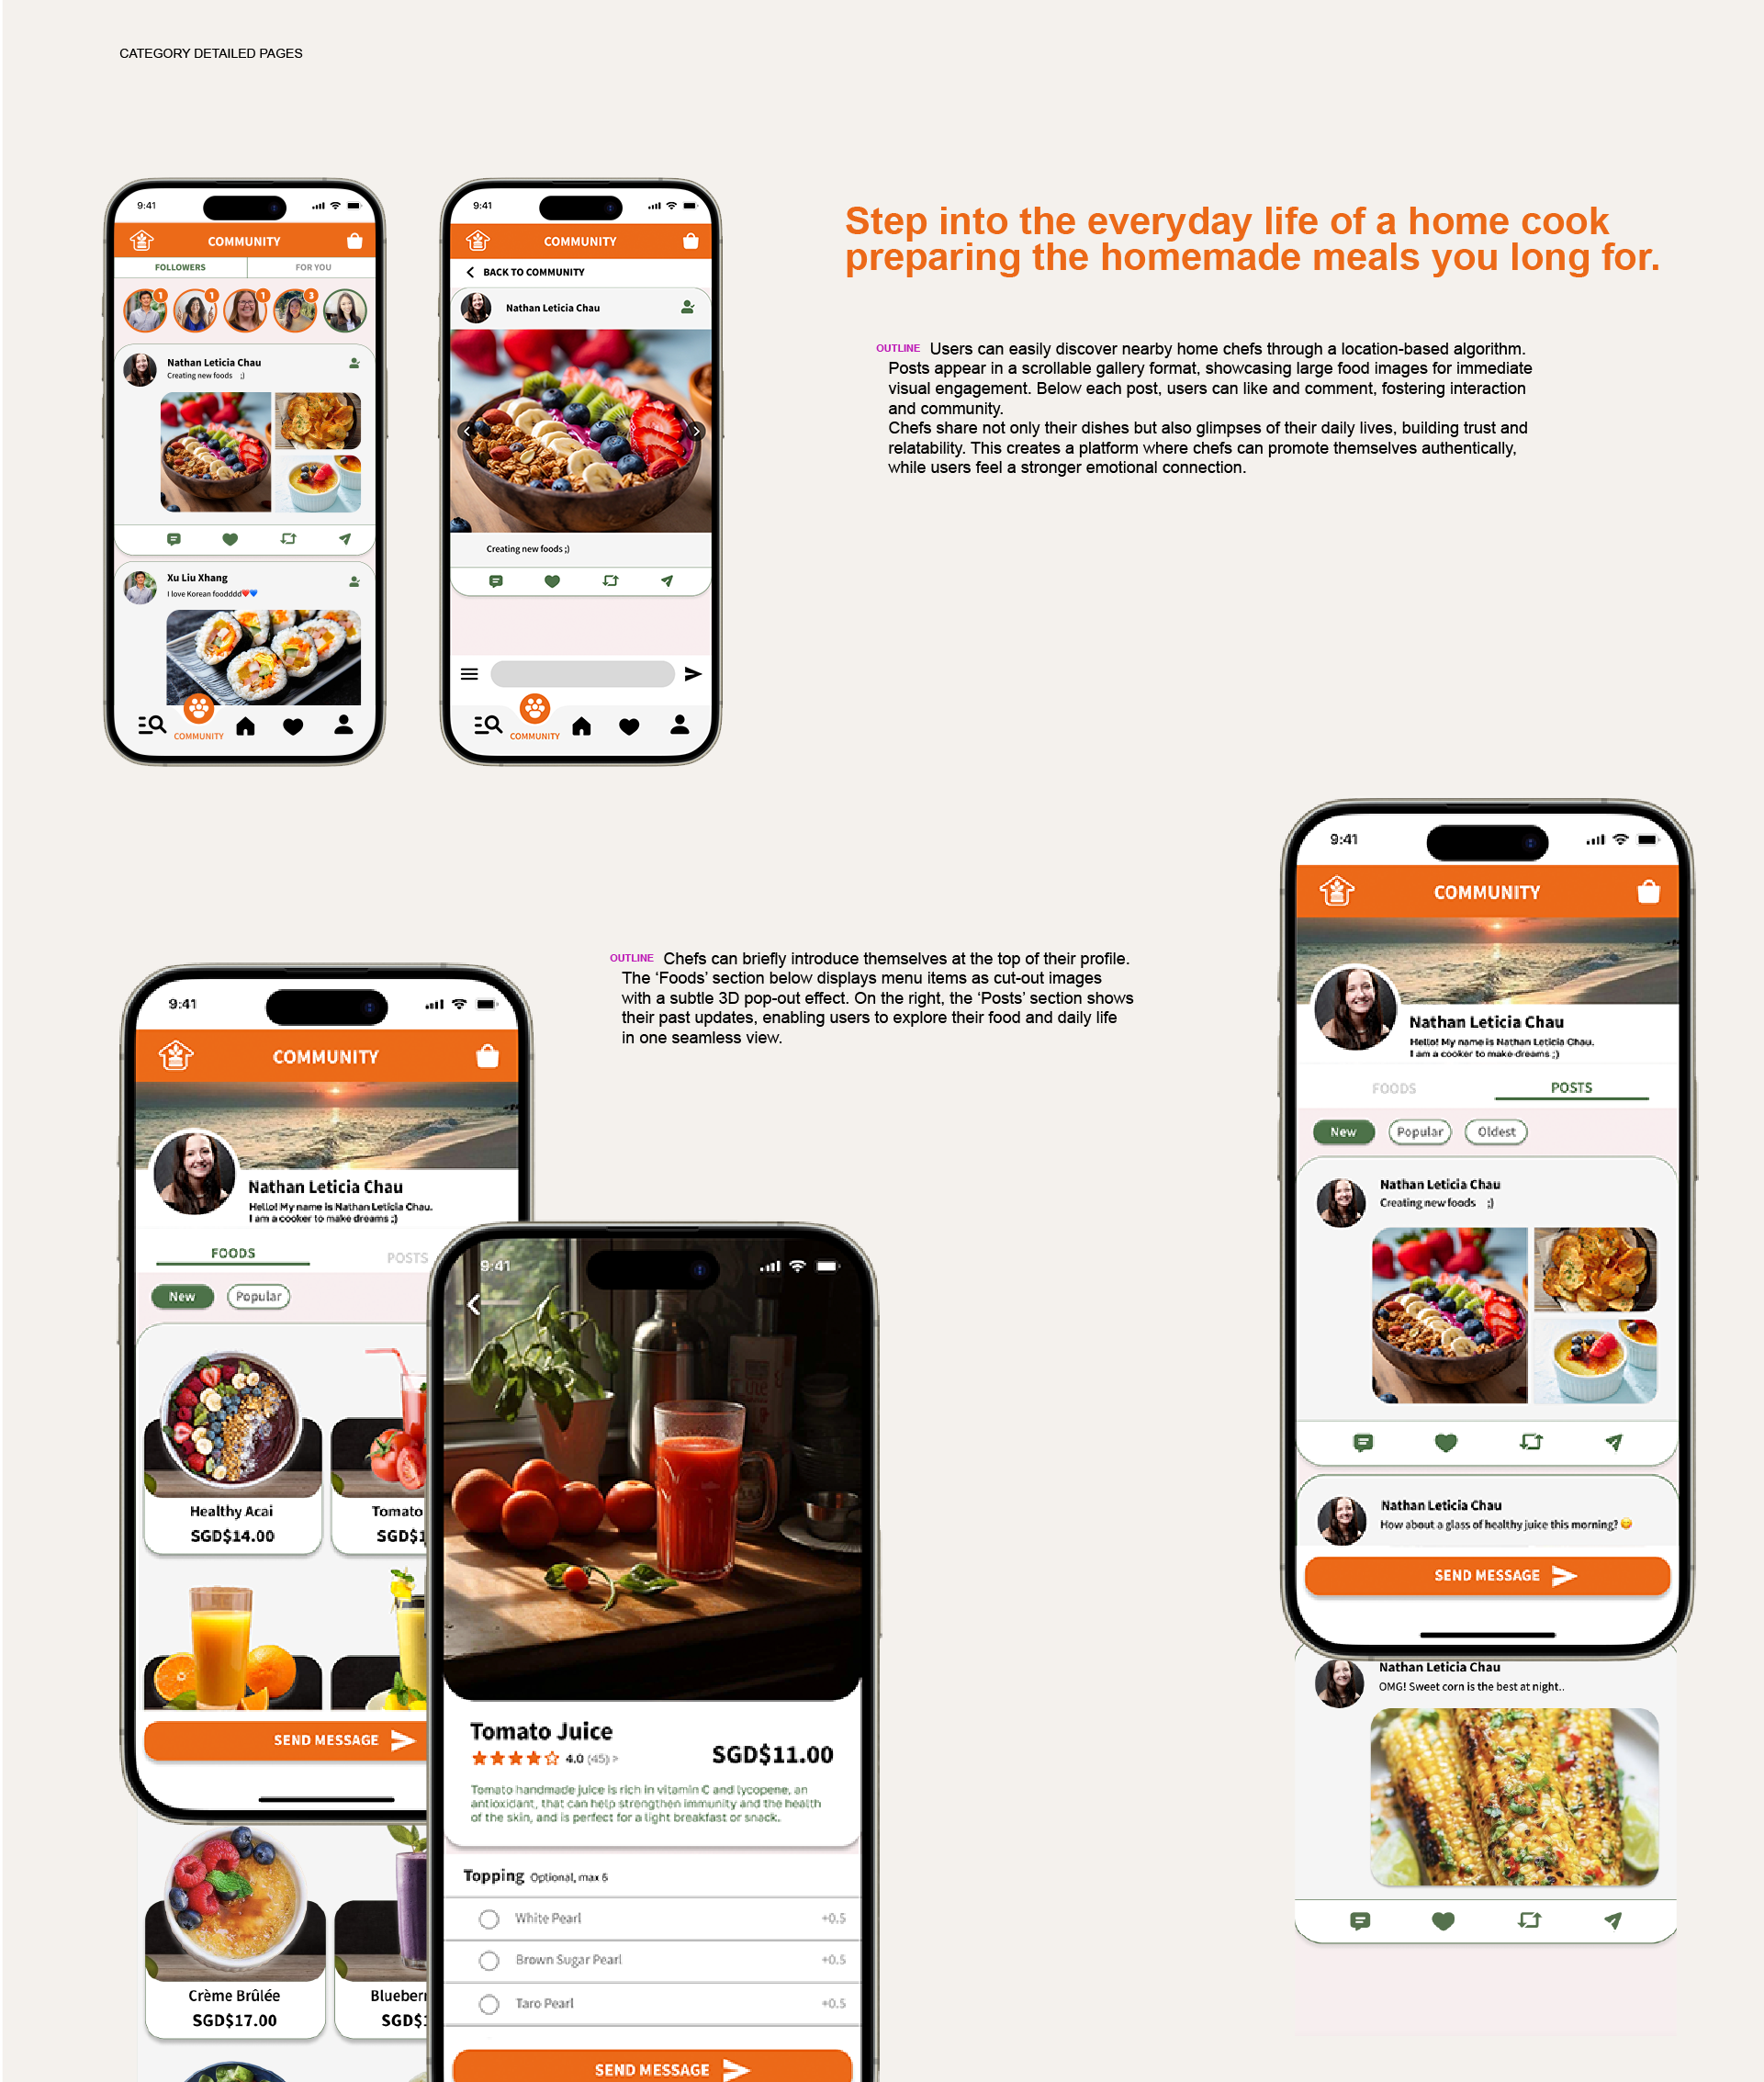 CATEGORY DETAILED PAGES
9:41
COMMUNITY
FOLLOWERS
FOR YOU
1
1
1
3
Nathan Leticia Chau
Creating new foods ;)
Xu Liu Xhang
I love Korean foodddd❤️💙
COMMUNITY
9:41
COMMUNITY
BACK TO COMMUNITY
Nathan Leticia Chau
Creating new foods ;)
COMMUNITY
Step into the everyday life of a home cook
preparing the homemade meals you long for.
OUTLINE Users can easily discover nearby home chefs through a location-based algorithm.
Posts appear in a scrollable gallery format, showcasing large food images for immediate
visual engagement. Below each post, users can like and comment, fostering interaction
and community.
Chefs share not only their dishes but also glimpses of their daily lives, building trust and
relatability. This creates a platform where chefs can promote themselves authentically,
while users feel a stronger emotional connection.
OUTLINE Chefs can briefly introduce themselves at the top of their profile.
The ‘Foods’ section below displays menu items as cut-out images
with a subtle 3D pop-out effect. On the right, the ‘Posts’ section shows
their past updates, enabling users to explore their food and daily life
in one seamless view.
9:41
COMMUNITY
Nathan Leticia Chau
Hello! My name is Nathan Leticia Chau.
I am a cooker to make dreams ;)
FOODS
POSTS
New
Popular
Healthy Acai
SGD$14.00
Tomato
SGD$1
SEND MESSAGE
Crème Brûlée
SGD$17.00
Blueber
SGD$
9:41
Tomato Juice
4.0 (45) >
SGD$11.00
Tomato handmade juice is rich in vitamin C and lycopene, an
antioxidant, that can help strengthen immunity and the health
of the skin, and is perfect for a light breakfast or snack.
Topping Optional, max 6
White Pearl +0.5
Brown Sugar Pearl +0.5
Taro Pearl +0.5
SEND MESSAGE
9:41
COMMUNITY
Nathan Leticia Chau
Hello! My name is Nathan Leticia Chau.
I am a cooker to make dreams ;)
FOODS
POSTS
New
Popular
Oldest
Nathan Leticia Chau
Creating new foods ;)
Nathan Leticia Chau
How about a glass of healthy juice this morning? 😋
SEND MESSAGE
Nathan Leticia Chau
OMG! Sweet corn is the best at night..